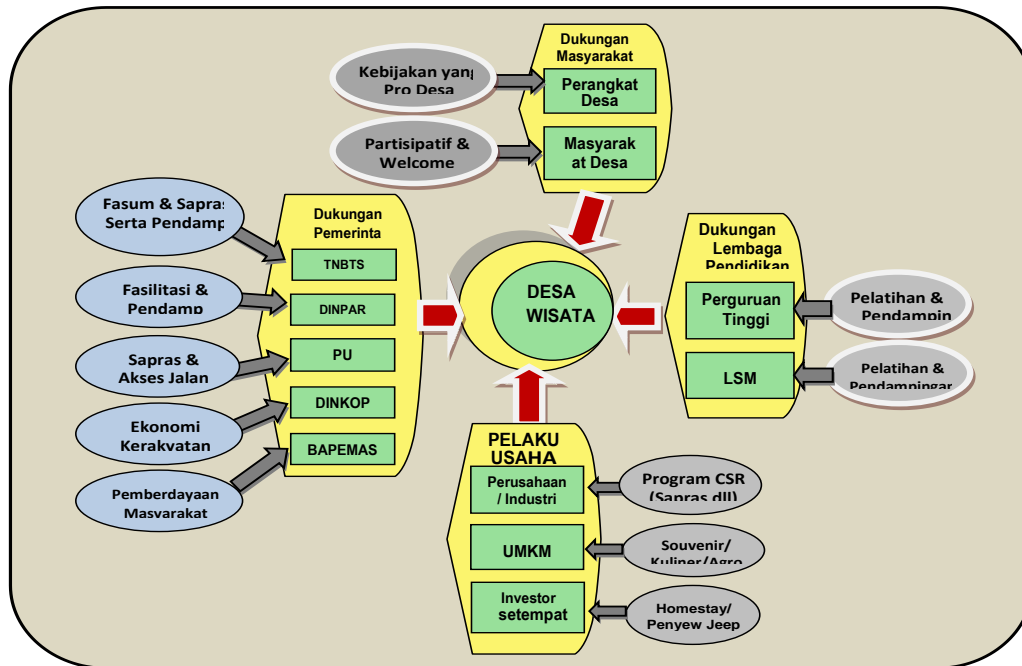 Dukungan
Masyarakat
Kebijakan yang
Pro Desa
Perangkat
Desa
Partisipatif &
Welcome
Masyarak
at Desa
Fasum & Sapras
Serta Pendamp
Dukungan
Pemerinta
TNBTS
Fasilitasi &
Pendamp
DINPAR
Sapras &
Akses Jalan
PU
Ekonomi
Kerakyatan
DINKOP
Pemberdayaan
Masyarakat
BAPEMAS
DESA
WISATA
Dukungan
Lembaga
Pendidikan
Perguruan
Tinggi
Pelatihan &
Pendampin
LSM
Pelatihan &
Pendampingan
PELAKU
USAHA
Perusahaan
/ Industri
Program CSR
(Sapras dll)
UMKM
Souvenir/
Kuliner/Agro
Investor
setempat
Homestay/
Penyew Jeep